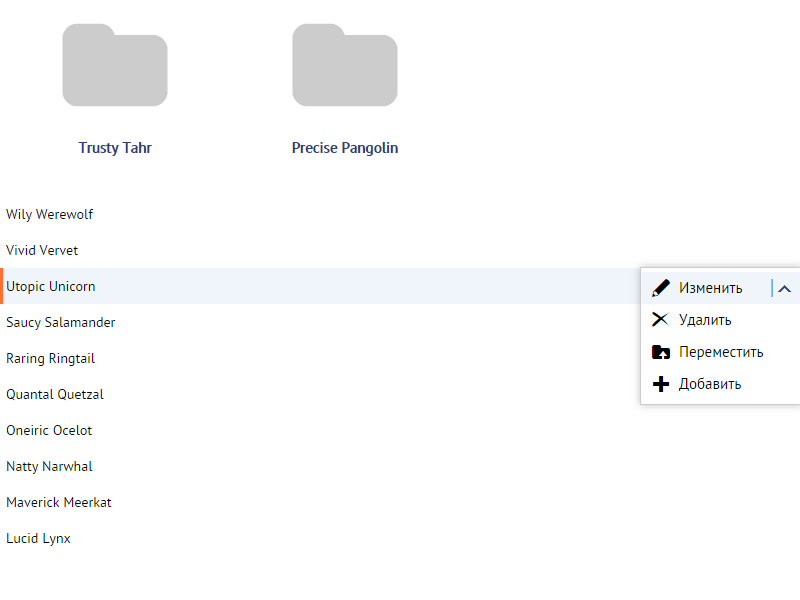 Trusty Tahr
Precise Pangolin
Wily Werewolf
Vivid Vervet
Utopic Unicorn
Saucy Salamander
Raring Ringtail
Quantal Quetzal
Oneiric Ocelot
Natty Narwhal
Maverick Meerkat
Lucid Lynx
Изменить
Удалить
Переместить
Добавить